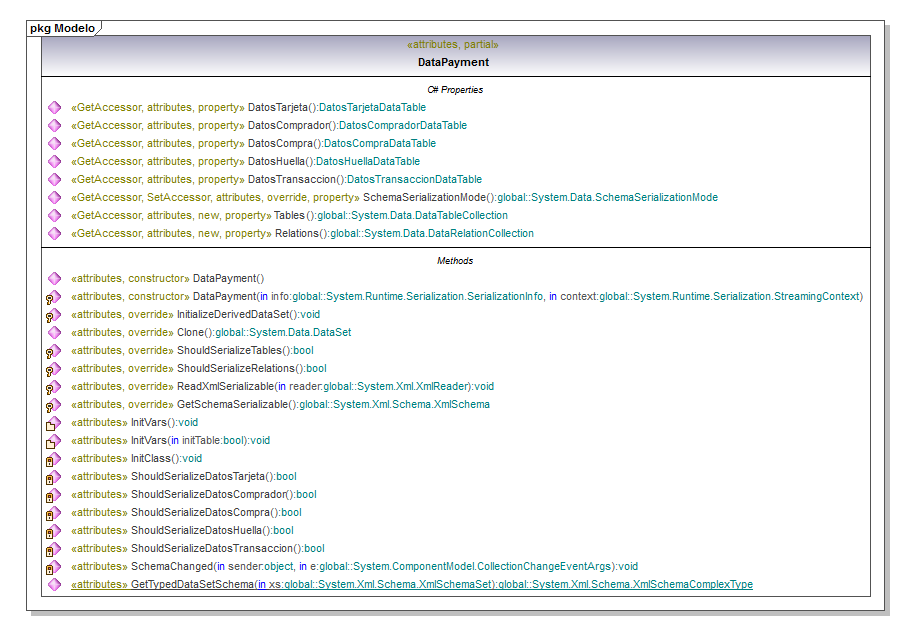 pkg Modelo
«attributes, partial»
DataPayment
C# Properties
«GetAccessor, attributes, property» DatosTarjeta():DatosTarjetaDataTable
«GetAccessor, attributes, property» DatosComprador():DatosCompradorDataTable
«GetAccessor, attributes, property» DatosCompra():DatosCompraDataTable
«GetAccessor, attributes, property» DatosHuella():DatosHuellaDataTable
«GetAccessor, attributes, property» DatosTransaccion():DatosTransaccionDataTable
«GetAccessor, SetAccessor, attributes, override, property» SchemaSerializationMode():global::System.Data.SchemaSerializationMode
«GetAccessor, attributes, new, property» Tables():global::System.Data.DataTableCollection
«GetAccessor, attributes, new, property» Relations():global::System.Data.DataRelationCollection
Methods
«attributes, constructor» DataPayment()
«attributes, constructor» DataPayment(in info:global::System.Runtime.Serialization.SerializationInfo, in context:global::System.Runtime.Serialization.StreamingContext)
«attributes, override» InitializeDerivedDataSet():void
«attributes, override» Clone():global::System.Data.DataSet
«attributes, override» ShouldSerializeTables():bool
«attributes, override» ShouldSerializeRelations():bool
«attributes, override» ReadXmlSerializable(in reader:global::System.Xml.XmlReader):void
«attributes, override» GetSchemaSerializable():global::System.Xml.Schema.XmlSchema
«attributes» InitVars():void
«attributes» InitVars(in initTable:bool):void
«attributes» InitClass():void
«attributes» ShouldSerializeDatosTarjeta():bool
«attributes» ShouldSerializeDatosComprador():bool
«attributes» ShouldSerializeDatosCompra():bool
«attributes» ShouldSerializeDatosHuella():bool
«attributes» ShouldSerializeDatosTransaccion():bool
«attributes» SchemaChanged(in sender:object, in e:global::System.ComponentModel.CollectionChangeEventArgs):void
«attributes» GetTypedDataSetSchema(in xs:global::System.Xml.Schema.XmlSchemaSet):global::System.Xml.Schema.XmlSchemaComplexType